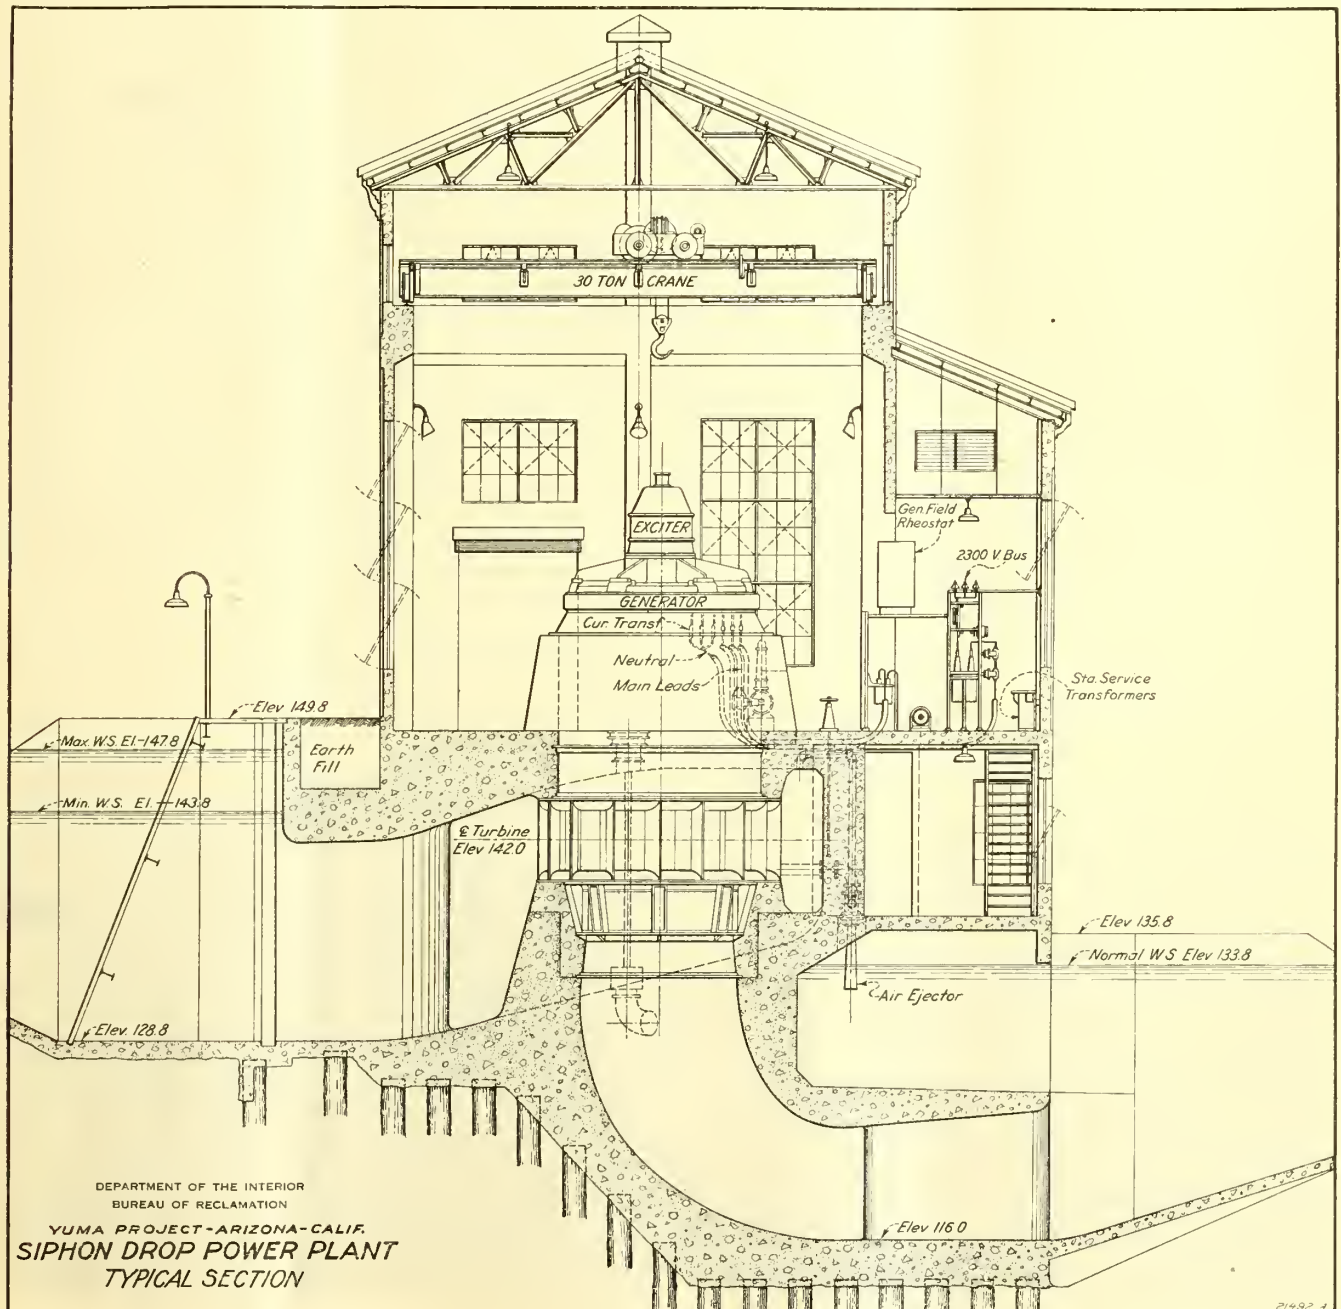 30 TON CRANE
Gen. Field
Rheostat
EXCITER
2300 V. Bus
GENERATOR
Cur. Transf.
Neutral
Main Leads
Sta. Service
Transformers
Elev 149.8
Max. W.S. El.-147.8
Earth
Fill
Min. W.S. El.-143.8
℄ Turbine
Elev 142.0
Elev 135.8
Normal W.S. Elev 133.8
Air Ejector
Elev. 128.8
Elev 116.0
DEPARTMENT OF THE INTERIOR
BUREAU OF RECLAMATION
YUMA PROJECT-ARIZONA-CALIF.
SIPHON DROP POWER PLANT
TYPICAL SECTION